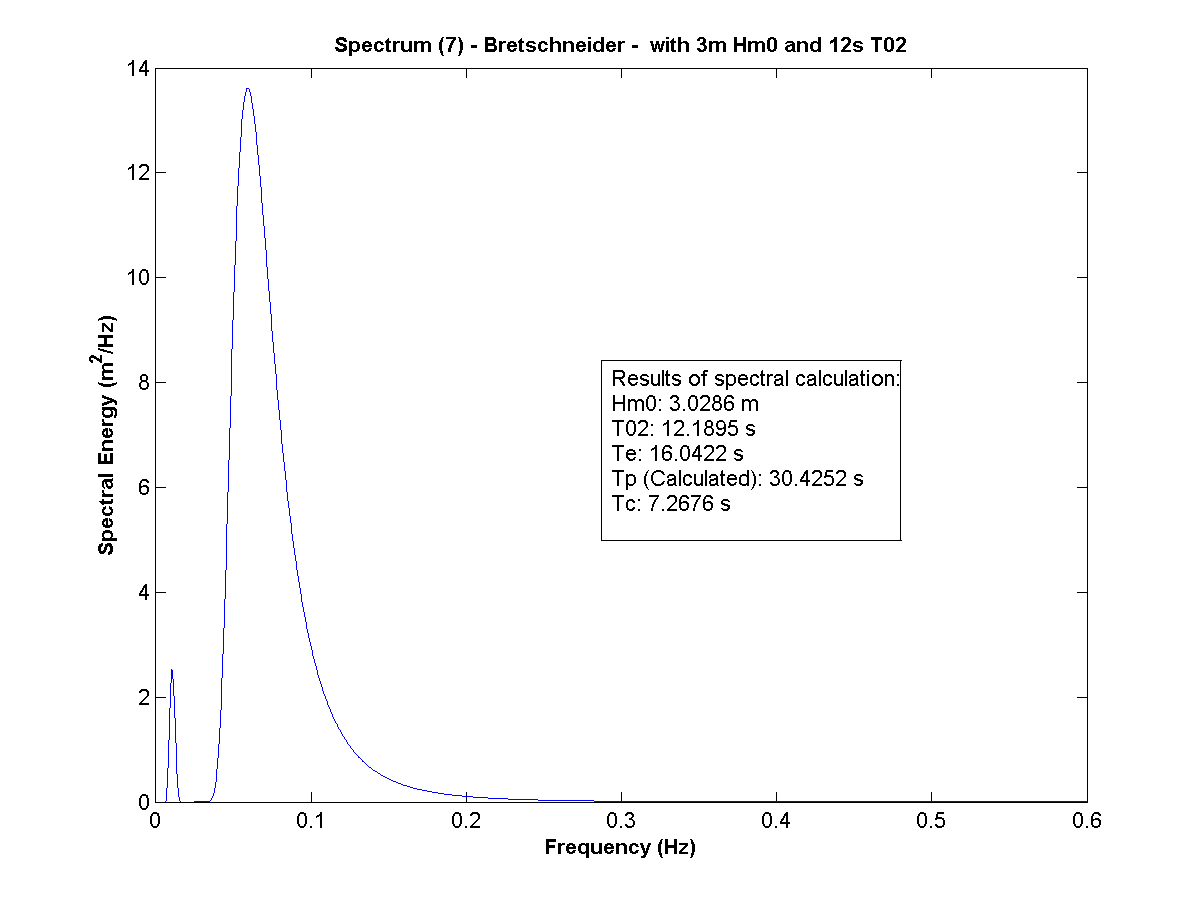 Spectrum (7) - Bretschneider - with 3m Hm0 and 12s T02
14
12
10
8
6
4
2
0
Spectral Energy (m²/Hz)
Results of spectral calculation:
Hm0: 3.0286 m
T02: 12.1895 s
Te: 16.0422 s
Tp (Calculated): 30.4252 s
Tc: 7.2676 s
0 0.1 0.2 0.3 0.4 0.5 0.6
Frequency (Hz)